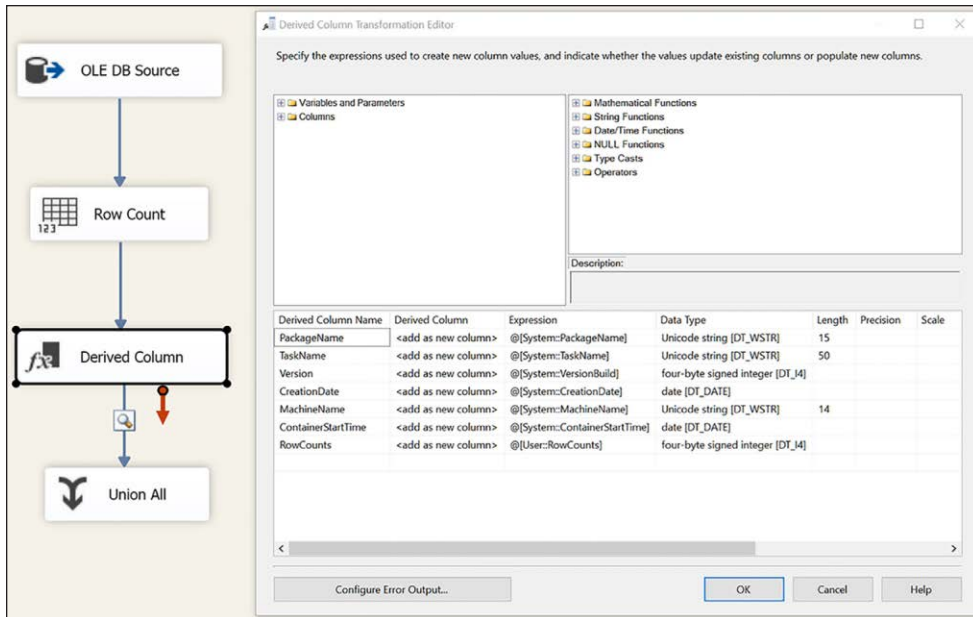 OLE DB Source
Row Count
123
fx
Derived Column
Union All
Derived Column Transformation Editor
Specify the expressions used to create new column values, and indicate whether the values update existing columns or populate new columns.
Variables and Parameters
Columns
Mathematical Functions
String Functions
Date/Time Functions
NULL Functions
Type Casts
Operators
Description:
Derived Column Name Derived Column Expression Data Type Length Precision Scale
PackageName <add as new column> @[System::PackageName] Unicode string [DT_WSTR] 15
TaskName <add as new column> @[System::TaskName] Unicode string [DT_WSTR] 50
Version <add as new column> @[System::VersionBuild] four-byte signed integer [DT_I4]
CreationDate <add as new column> @[System::CreationDate] date [DT_DATE]
MachineName <add as new column> @[System::MachineName] Unicode string [DT_WSTR] 14
ContainerStartTime <add as new column> @[System::ContainerStartTime] date [DT_DATE]
RowCounts <add as new column> @[User::RowCounts] four-byte signed integer [DT_I4]
Configure Error Output...
OK
Cancel
Help